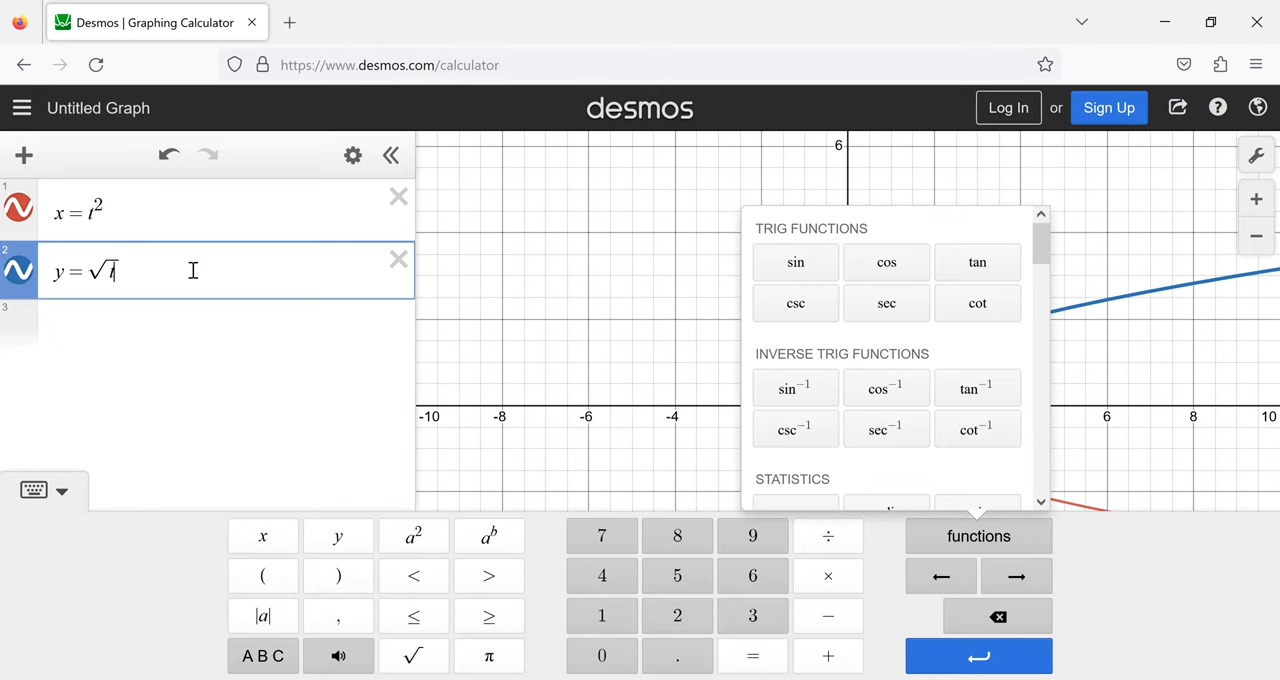 Desmos | Graphing Calculator
https://www.desmos.com/calculator
Untitled Graph
desmos
Log In or Sign Up
1
x = t²
2
y = √t
3
6
-10 -8 -6 -4 6 8 10
TRIG FUNCTIONS
sin cos tan
csc sec cot
INVERSE TRIG FUNCTIONS
sin⁻¹ cos⁻¹ tan⁻¹
csc⁻¹ sec⁻¹ cot⁻¹
STATISTICS
x y a² aᵇ 7 8 9 ÷ functions
( ) < > 4 5 6 × ← →
|a| , ≤ ≥ 1 2 3 −
A B C √ π 0 . = +